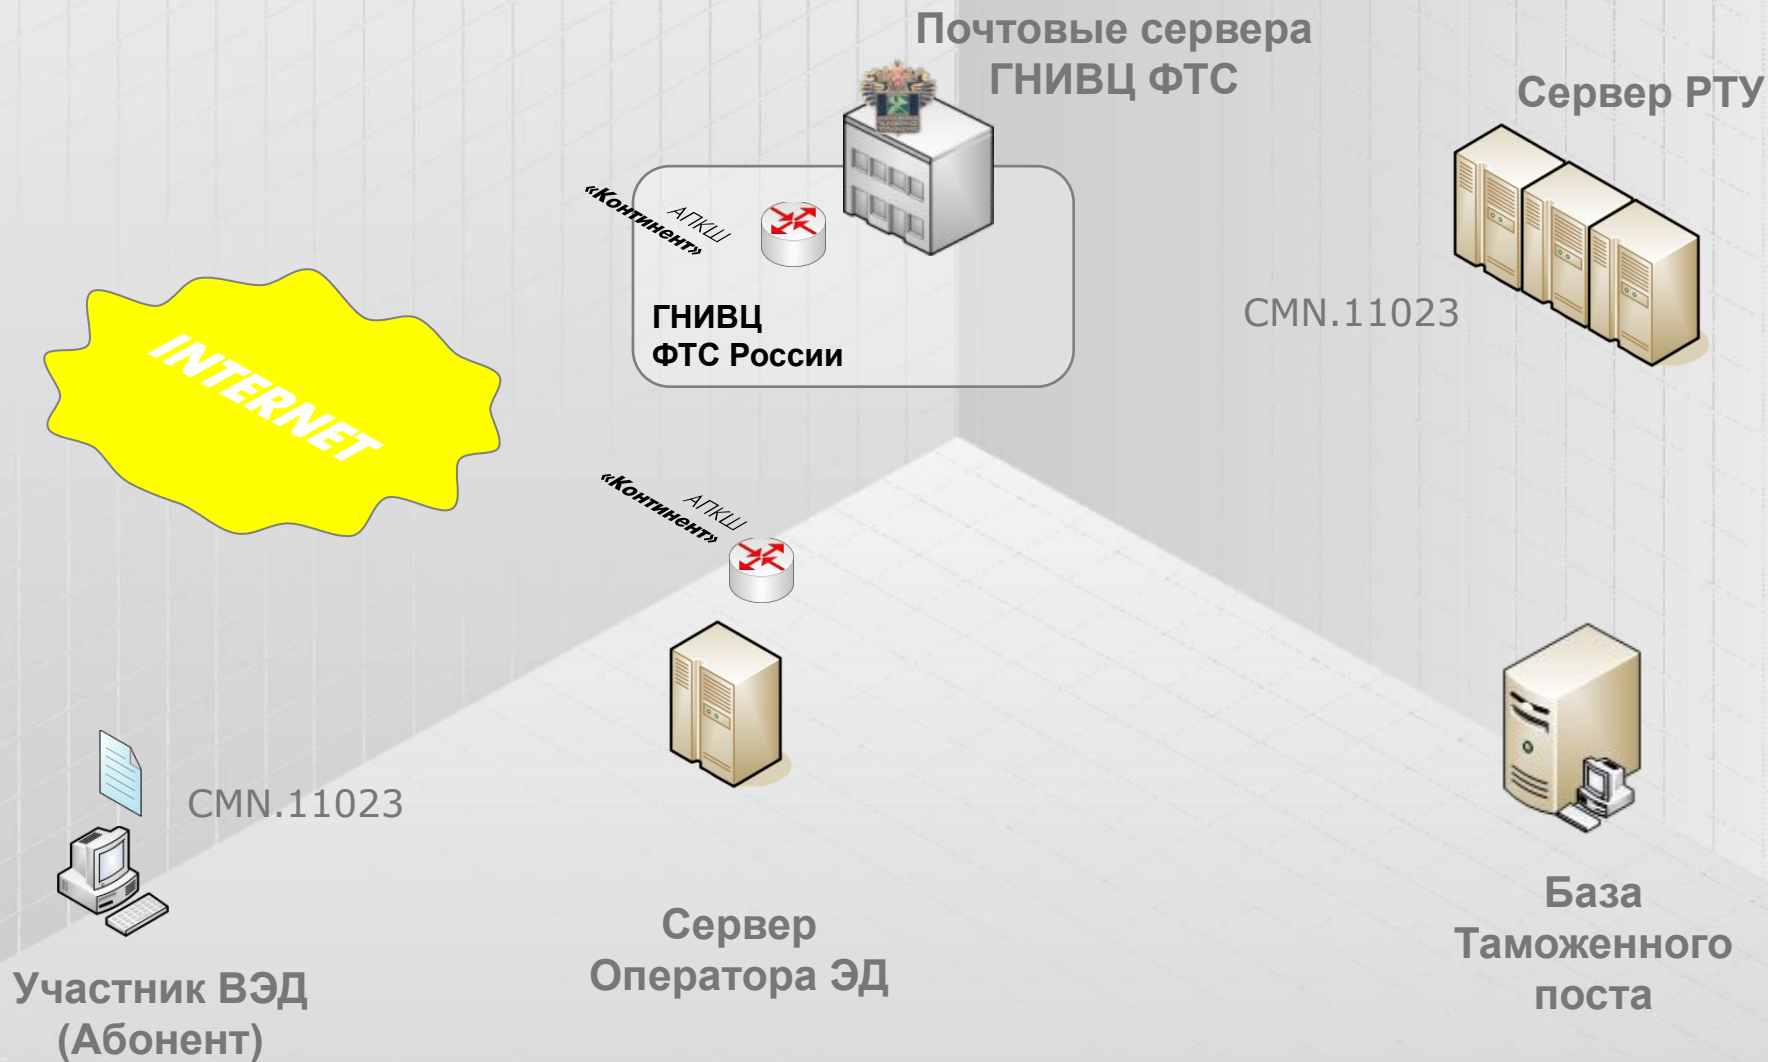 Почтовые сервера
ГНИВЦ ФТС
Сервер РТУ
АПКШ
«Континент»
ГНИВЦ
ФТС России
CMN.11023
INTERNET
АПКШ
«Континент»
CMN.11023
Сервер
Оператора ЭД
База
Таможенного
поста
Участник ВЭД
(Абонент)